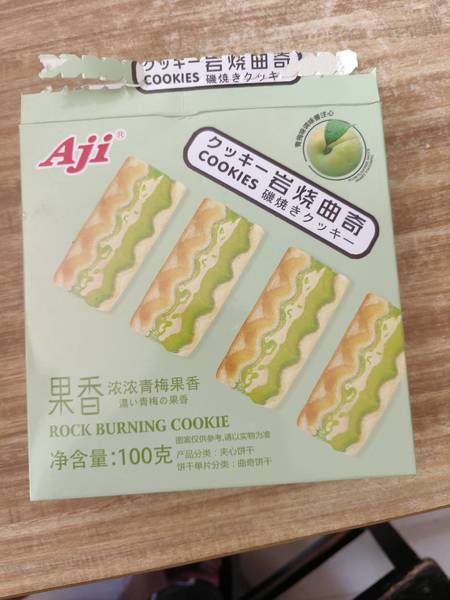 クッキー岩烧曲奇
COOKIES 磯焼きクッキー
Aji®
クッキー岩烧曲奇
COOKIES 磯焼きクッキー
果香
浓浓青梅果香
濃い青梅の果香
ROCK BURNING COOKIE
图案仅供参考,请以实物为准
净含量:100克
产品分类：夹心饼干
饼干单片分类：曲奇饼干